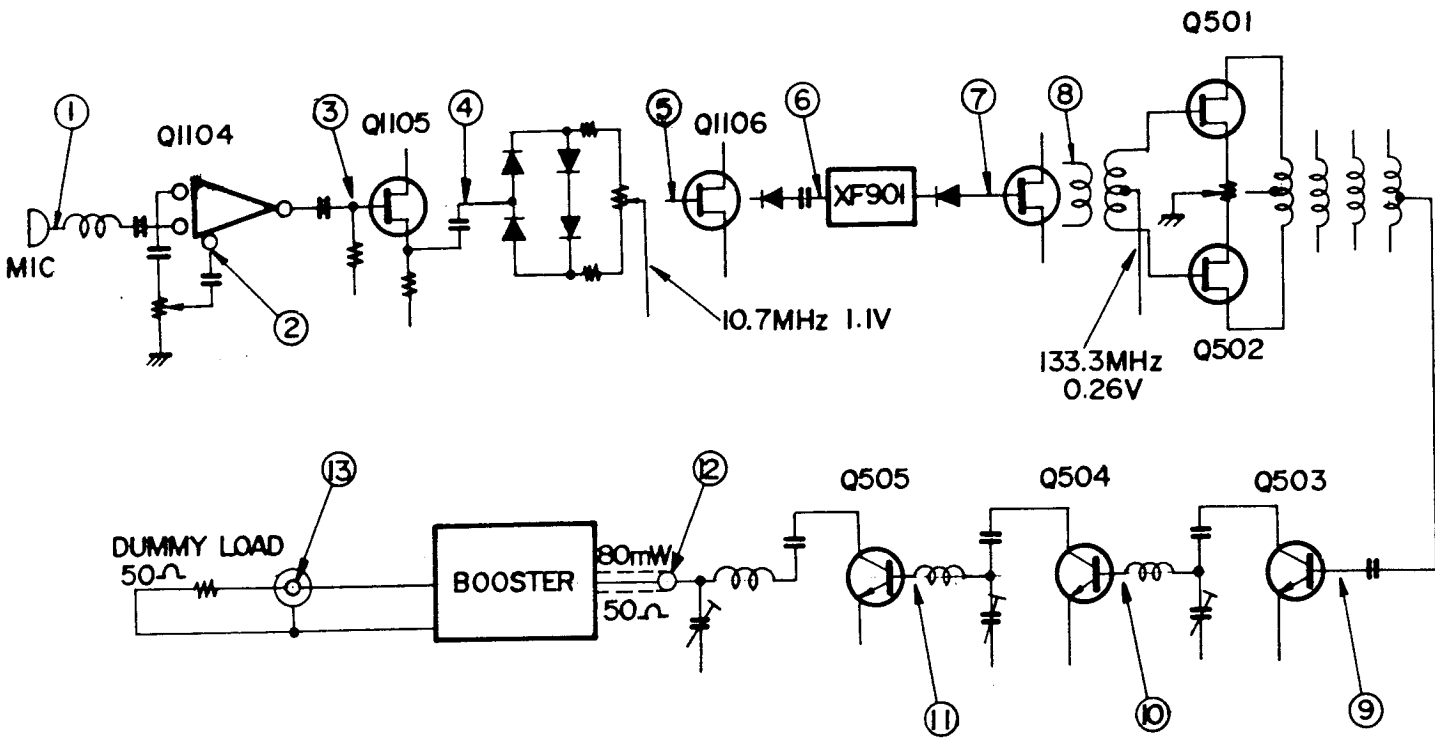 Q501
① ③ ④ ⑤ ⑥ ⑦ ⑧
Q1104 Q1105 Q1106
XF901
MIC
②
10.7MHz 1.1V
133.3MHz
0.26V
Q502
⑬ ⑫ Q505 Q504 Q503
DUMMY LOAD
50Ω
BOOSTER
80mW
50Ω
⑪ ⑩ ⑨